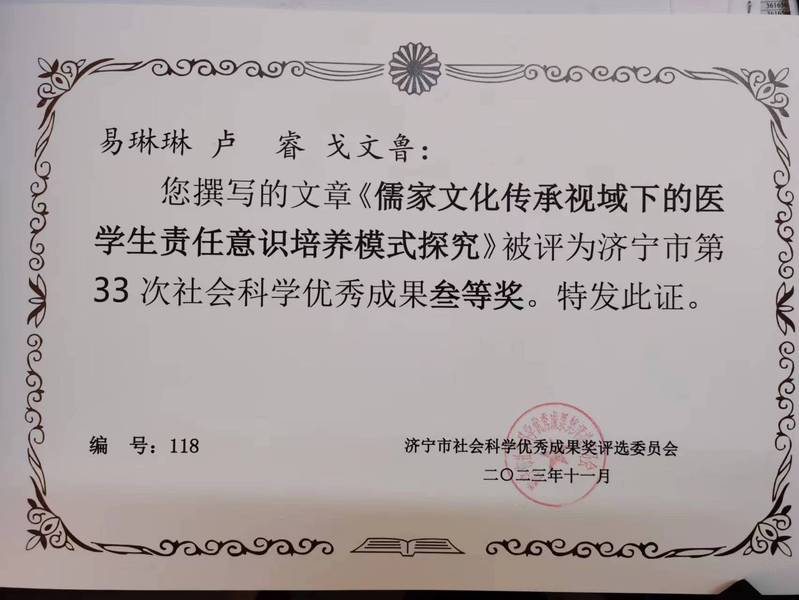 易琳琳 卢 睿 戈文鲁：
您撰写的文章《儒家文化传承视域下的医
学生责任意识培养模式探究》被评为济宁市第
33 次社会科学优秀成果叁等奖。特发此证。
编 号：118
济宁市社会科学优秀成果奖评选委员会
二〇二三年十一月